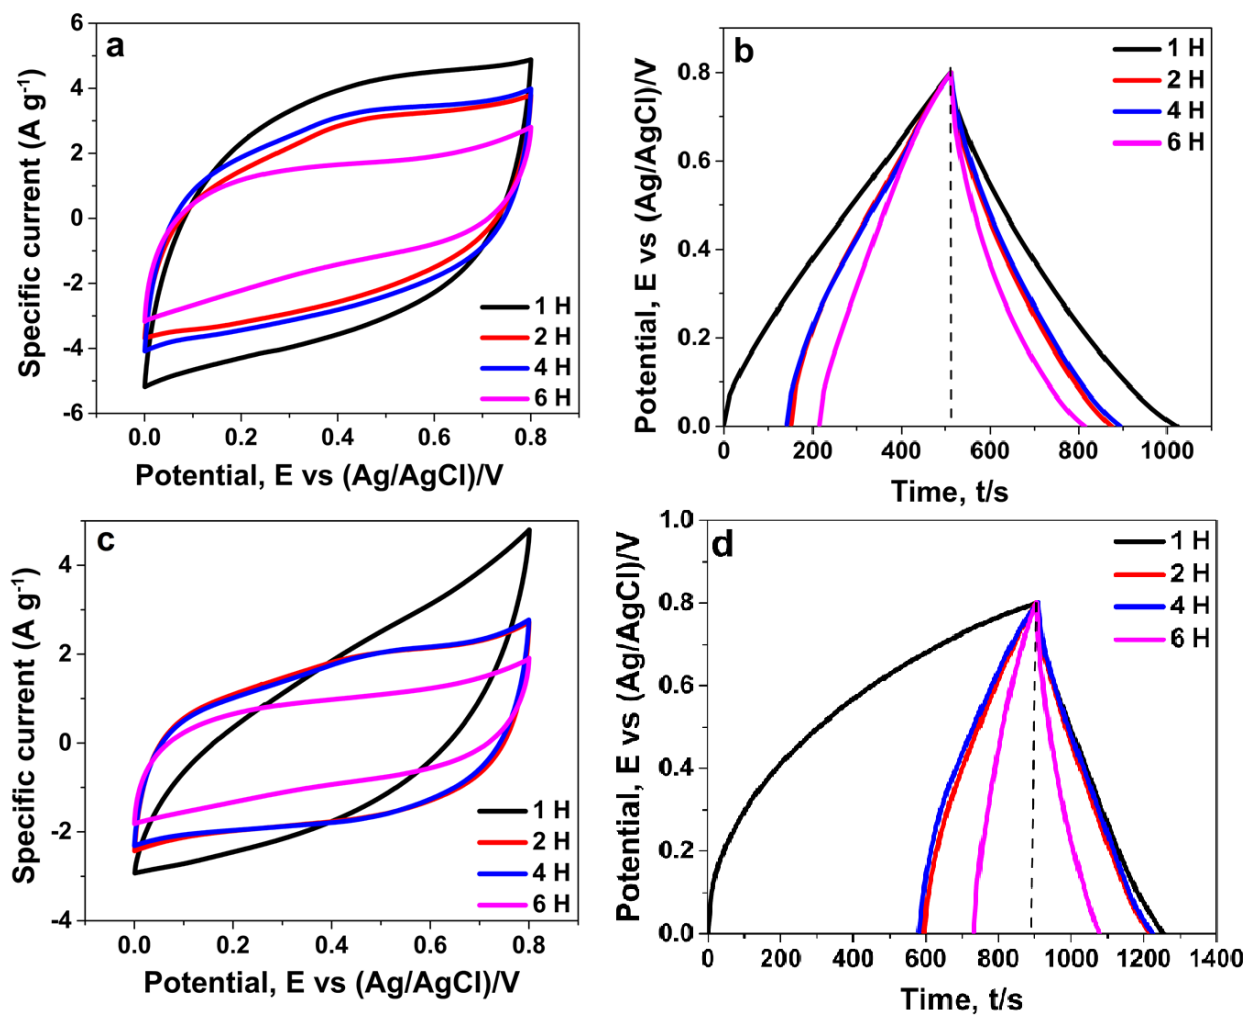 a
6
4
2
0
-2
-4
-6
Specific current (A g-1)
1 H
2 H
4 H
6 H
0.0 0.2 0.4 0.6 0.8
Potential, E vs (Ag/AgCl)/V
b
0.8
0.6
0.4
0.2
0.0
Potential, E vs (Ag/AgCl)/V
1 H
2 H
4 H
6 H
0 200 400 600 800 1000
Time, t/s
c
4
2
0
-2
-4
Specific current (A g-1)
1 H
2 H
4 H
6 H
0.0 0.2 0.4 0.6 0.8
Potential, E vs (Ag/AgCl)/V
d
1.0
0.8
0.6
0.4
0.2
0.0
Potential, E vs (Ag/AgCl)/V
1 H
2 H
4 H
6 H
0 200 400 600 800 1000 1200 1400
Time, t/s